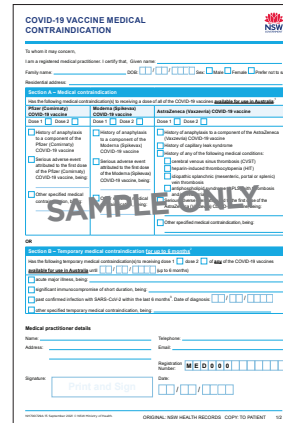 COVID-19 VACCINE MEDICAL
CONTRAINDICATION
NSW
To whom it may concern,
I am a registered medical practitioner. I certify that, Given name
Family name DOB: / / Sex: Male Female Prefer not to s
Residential address:
Section A – Medical contraindication
Has the following medical contraindication(s) to receiving a dose of all of the COVID-19 vaccines available for use in Australia
Pfizer (Comirnaty) COVID-19 vaccine
Dose 1 Dose 2
History of anaphylaxis to a component of the Pfizer (Comirnaty) COVID-19 vaccine
Serious adverse event attributed to the first dose of the Pfizer (Comirnaty) vaccine, being:
Other specified medical contraindication, being:
Moderna (Spikevax) COVID-19 vaccine
Dose 1 Dose 2
History of anaphylaxis to a component of the Moderna (Spikevax) COVID-19 vaccine
Serious adverse event attributed to the first dose of the Moderna (Spikevax) COVID-19 vaccine, being:
AstraZeneca (Vaxzevria) COVID-19 vaccine
Dose 1 Dose 2
History of anaphylaxis to a component of the AstraZeneca (Vaxzevria) COVID-19 vaccine
History of capillary leak syndrome
History of any of the following medical conditions:
cerebral venous sinus thrombosis (CVST)
heparin-induced thrombocytopenia (HIT)
idiopathic splanchnic (mesenteric, portal or splenic) vein thrombosis
antiphospholipid syndrome
Other specified medical contraindication, being:
SAMPLE ONLY
OR
Section B – Temporary medical contraindication for up to 6 months
Has the following temporary medical contraindication(s) to receiving dose 1 dose 2 of any of the COVID-19 vaccines
available for use in Australia until / / (up to 6 months)
acute major illness, being:
significant immunocompromise of short duration, being:
past confirmed infection with SARS-CoV-2 within the last 6 months. Date of diagnosis: / /
other specified temporary medical contraindication, being:
Medical practitioner details
Name: Telephone:
Address: Email:
Registration Number: MED000
Signature: Print and Sign Date: / /
ORIGINAL: NSW HEALTH RECORDS COPY TO PATIENT 1/2